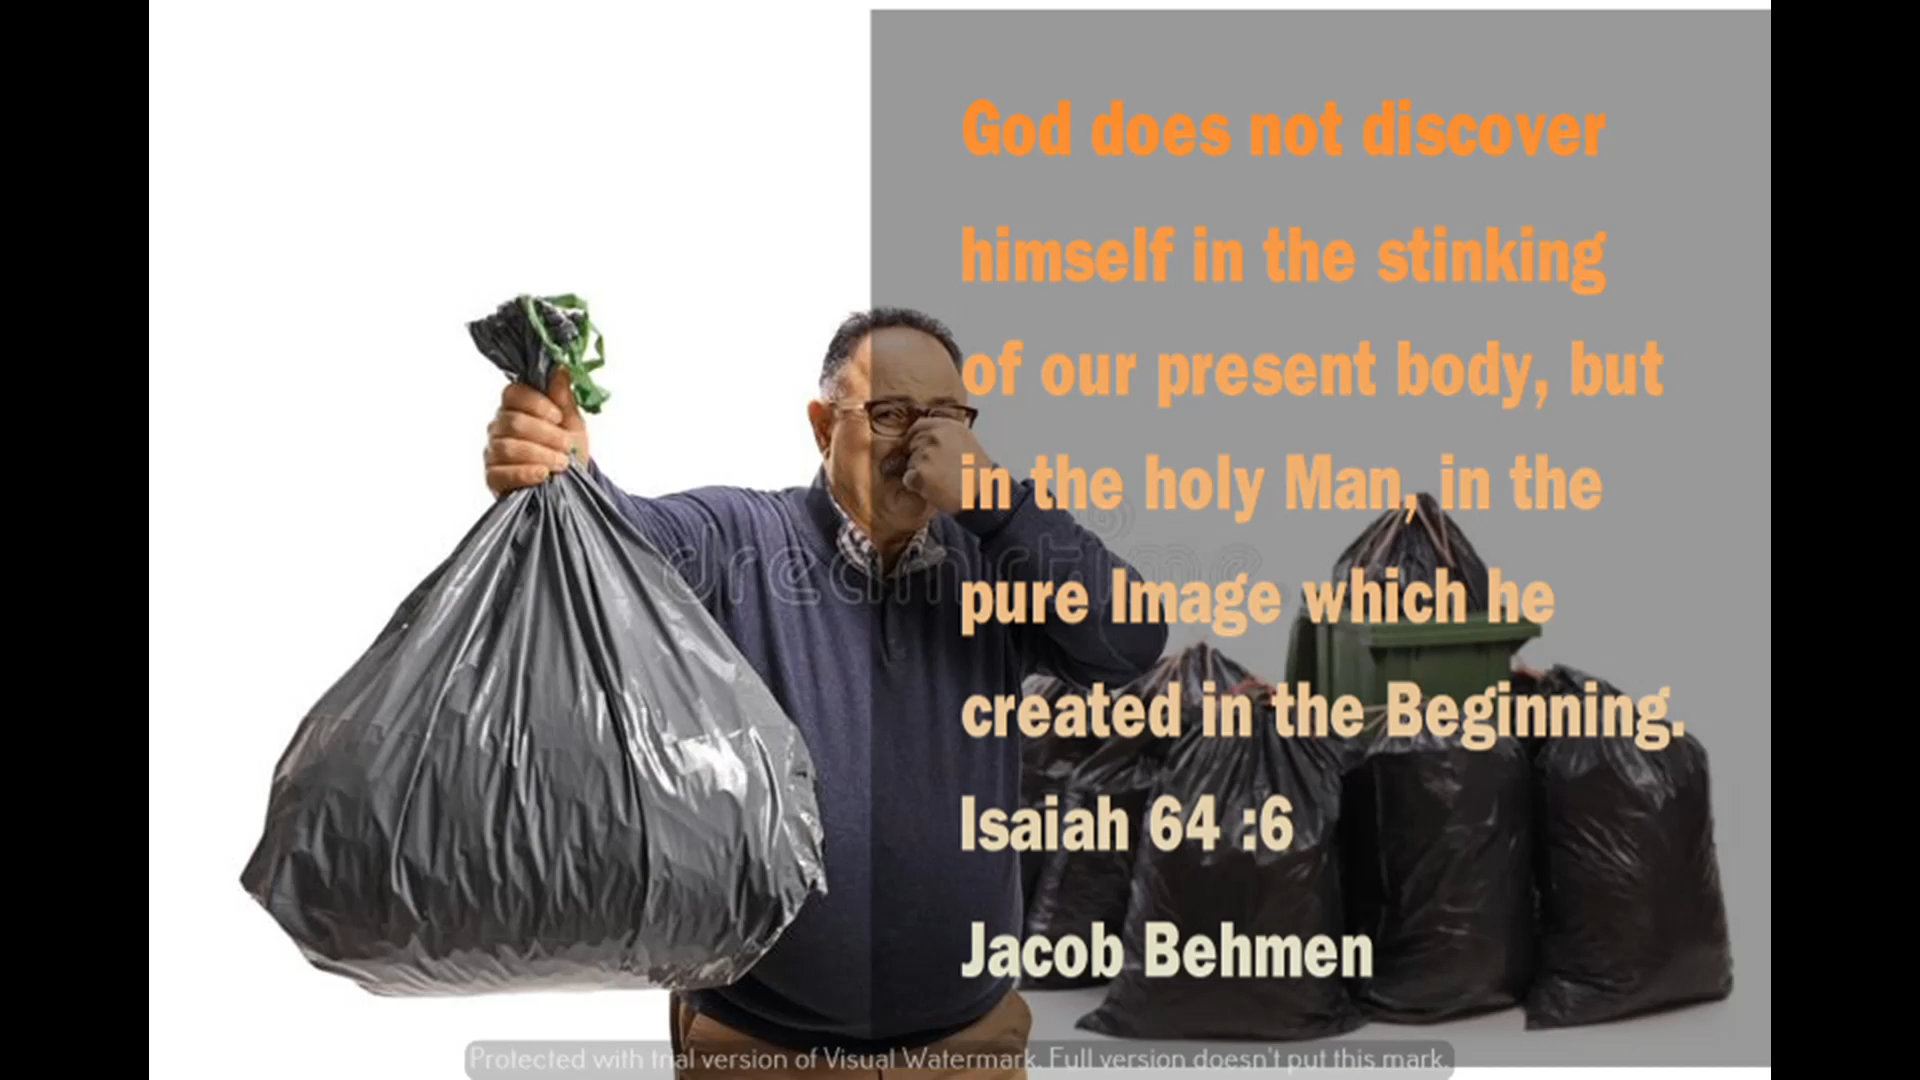 God does not discover
himself in the stinking
of our present body, but
in the holy Man, in the
pure Image which he
created in the Beginning.
Isaiah 64 :6
Jacob Behmen
dreamstime
Protected with trial version of Visual Watermark. Full version doesn't put this mark.